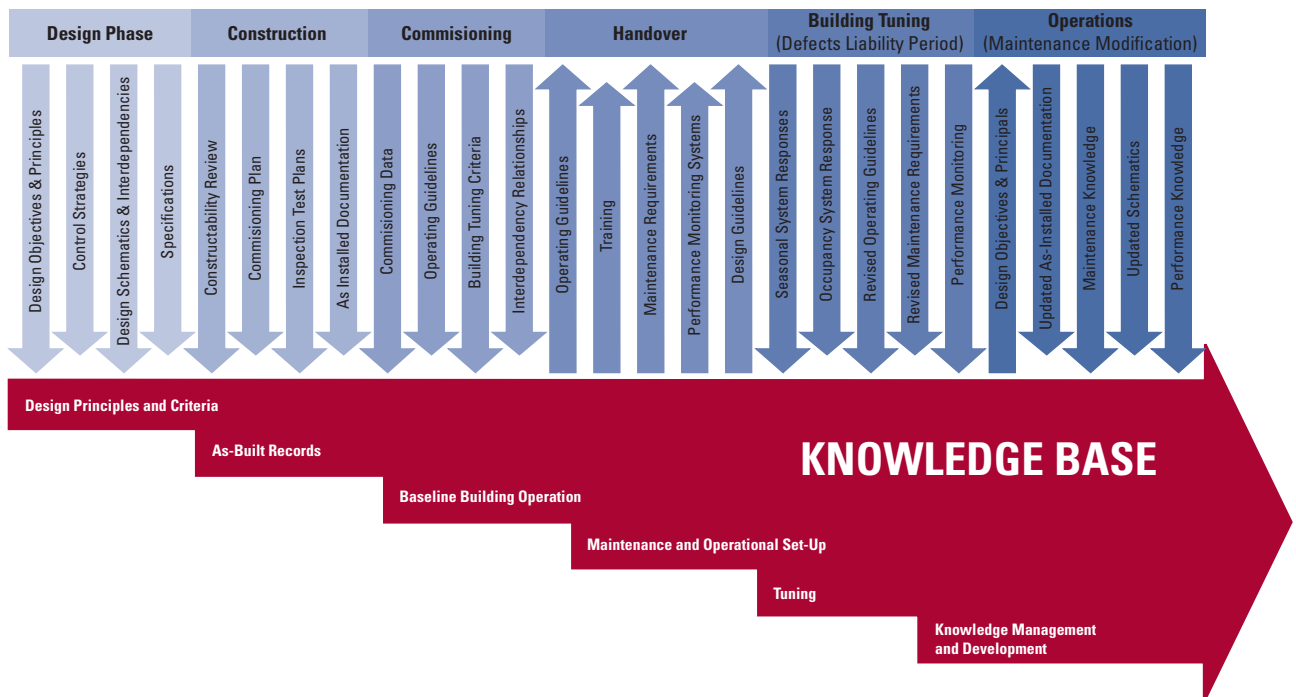 Design Phase
Construction
Commisioning
Handover
Building Tuning
(Defects Liability Period)
Operations
(Maintenance Modification)
Design Objectives & Principles
Control Strategies
Design Schematics & Interdependencies
Specifications
Constructability Review
Commisioning Plan
Inspection Test Plans
As Installed Documentation
Commisioning Data
Operating Guidelines
Building Tuning Criteria
Interdependency Relationships
Operating Guidelines
Training
Maintenance Requirements
Performance Monitoring Systems
Design Guidelines
Seasonal System Responses
Occupancy System Response
Revised Operating Guidelines
Revised Maintenance Requirements
Performance Monitoring
Design Objectives & Principals
Updated As-Installed Documentation
Maintenance Knowledge
Updated Schematics
Performance Knowledge
Design Principles and Criteria
As-Built Records
KNOWLEDGE BASE
Baseline Building Operation
Maintenance and Operational Set-Up
Tuning
Knowledge Management
and Development